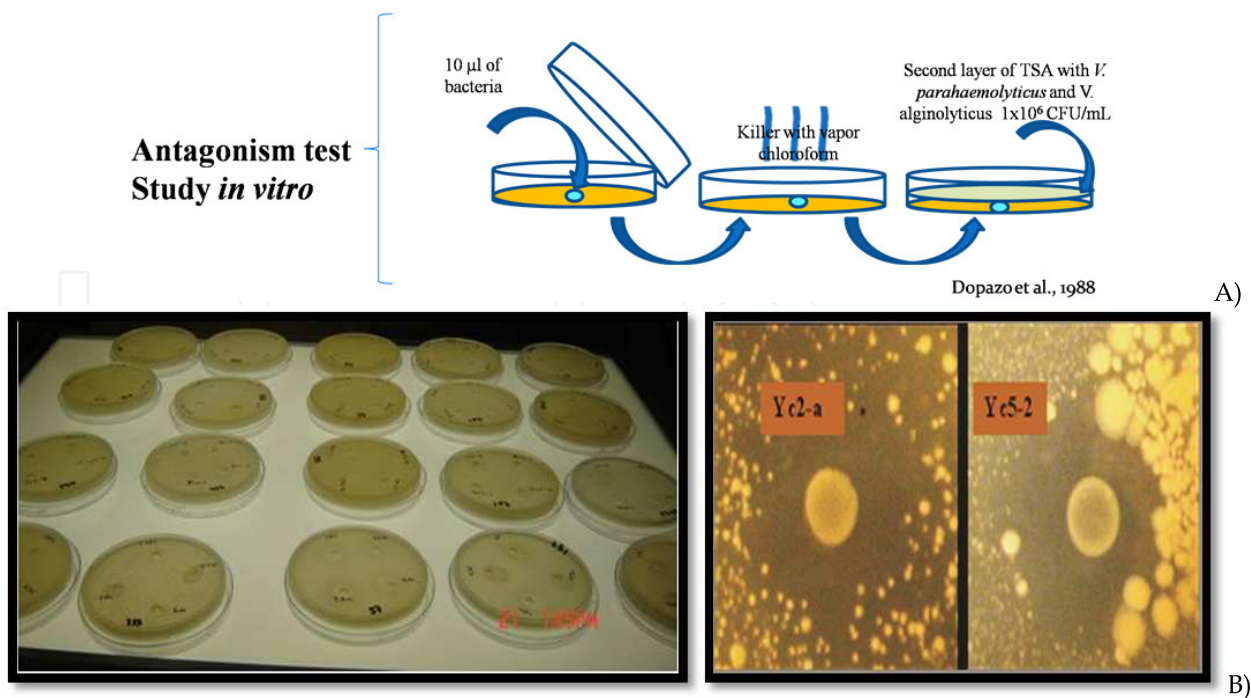 Antagonism test
Study in vitro
10 µl of
bacteria
Killer with vapor
chloroform
Second layer of TSA with V.
parahaemolyticus and V.
alginolyticus 1x10⁶ CFU/mL
Dopazo et al., 1988
A)
Yc2-a
Yc5-2
B)